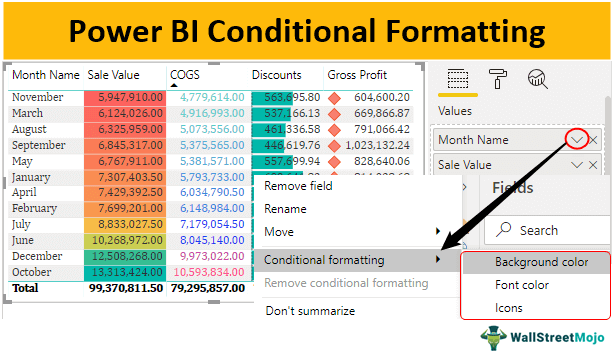 Power BI Conditional Formatting
Month Name Sale Value COGS Discounts Gross Profit
November 5,947,910.00 4,779,614.00 563,695.80 604,600.20
March 6,124,026.00 4,916,993.00 537,166.13 669,866.87
August 6,325,959.00 5,073,556.00 461,336.58 791,066.42
September 6,845,317.00 5,375,565.00 446,619.76 1,023,132.24
May 6,767,911.00 5,381,571.00 557,699.94 828,640.06
January 7,307,403.50 5,793,733.00
April 7,429,392.50 6,034,790.50
February 7,699,201.00 6,148,984.00
July 8,833,027.50 7,179,054.50
June 10,268,972.00 8,045,140.00
December 12,508,268.00 9,973,022.00
October 13,313,424.00 10,593,834.00
Total 99,370,811.50 79,295,857.00
Remove field
Rename
Move
Conditional formatting
Remove conditional formatting
Don't summarize
Values
Month Name
Sale Value
Fields
Search
Background color
Font color
Icons
WallStreetMojo